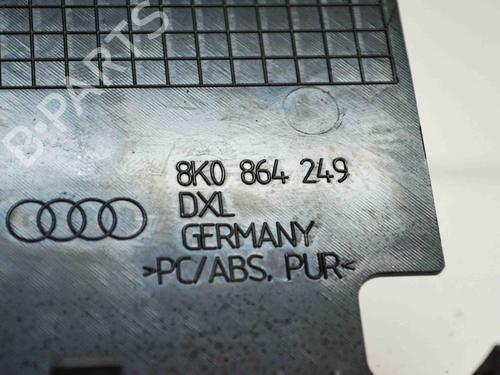 B-PARTS
8K0 864 249
DXL
GERMANY
>PC/ABS, PUR<